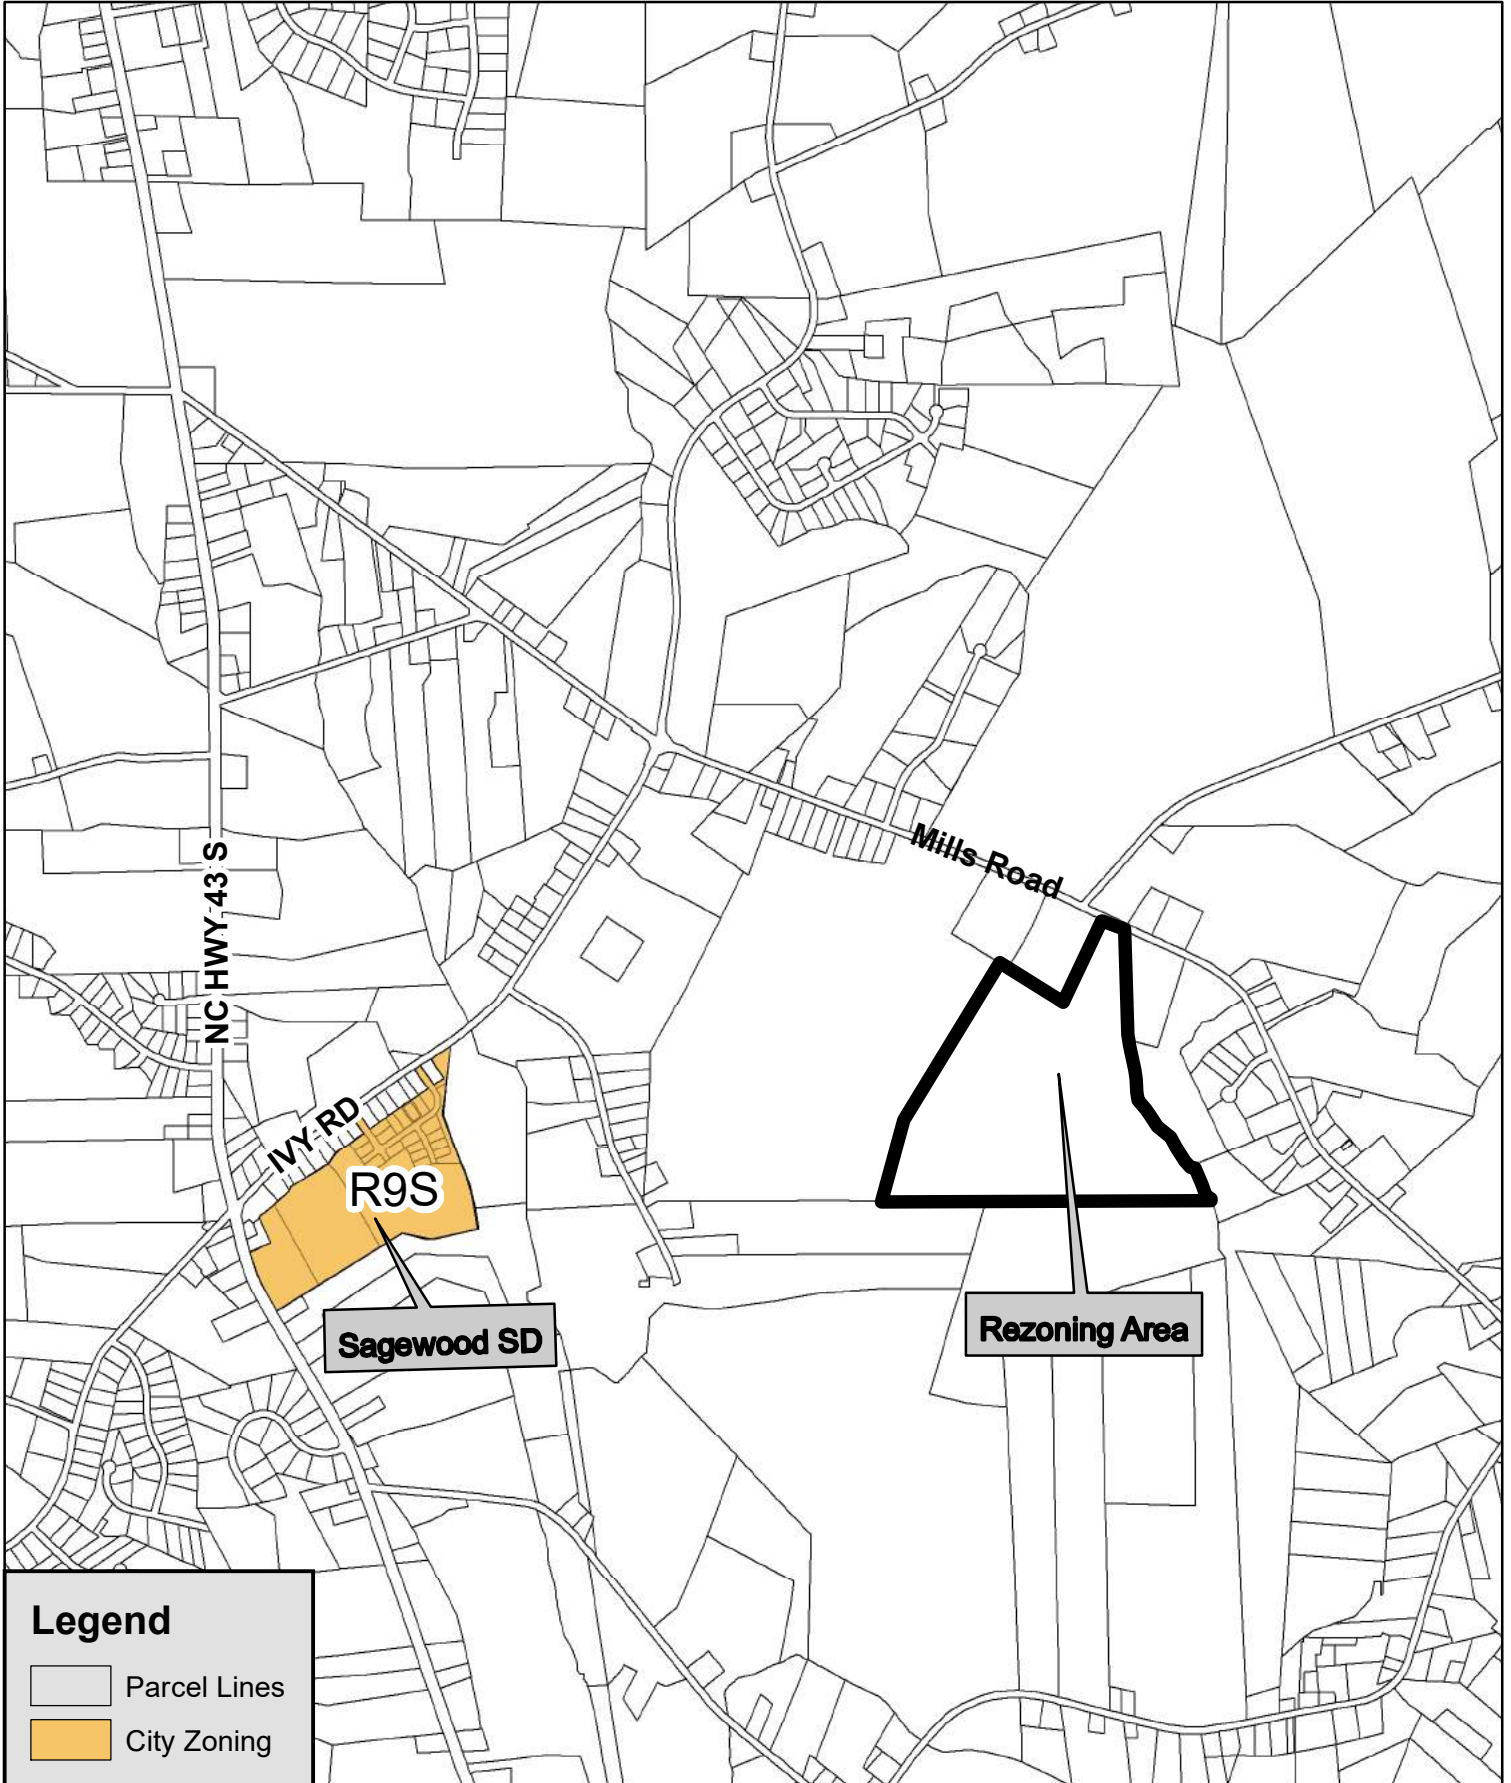 Mills Road
NC HWY 43 S
IVY RD
R9S
Sagewood SD
Rezoning Area
Legend
Parcel Lines
City Zoning